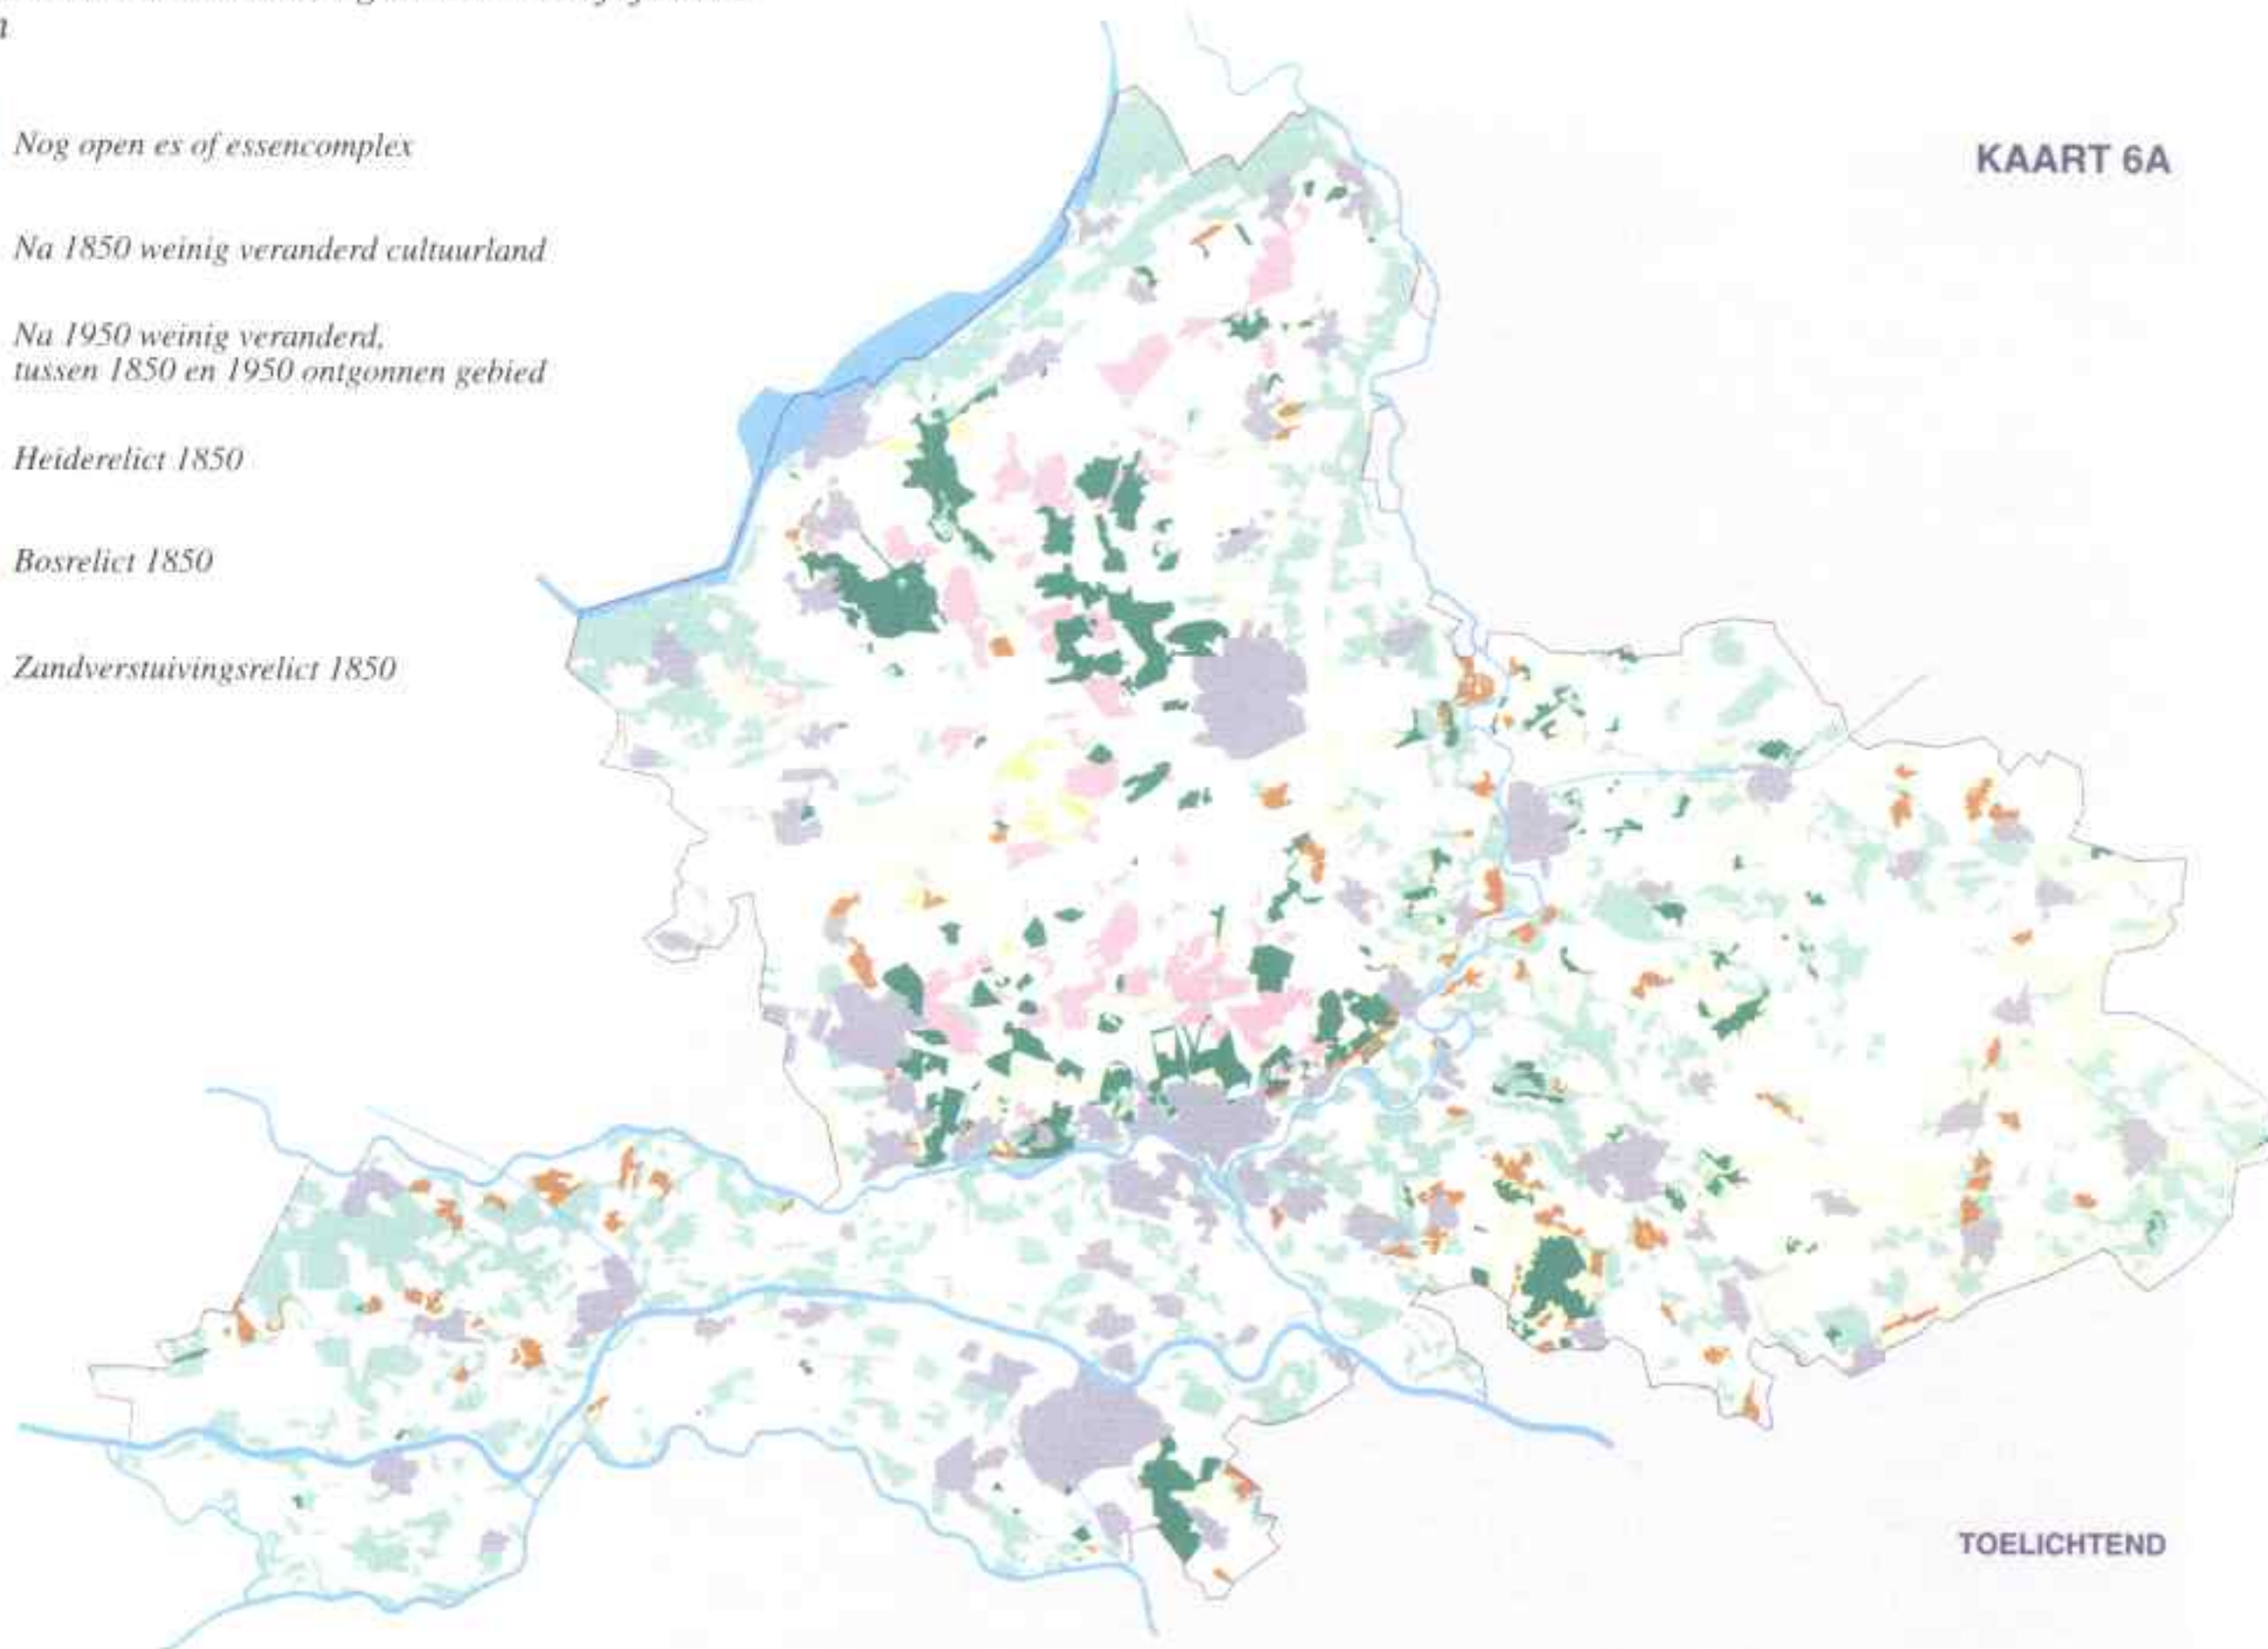 KAART 6A
Nog open es of essencomplex
Na 1850 weinig veranderd cultuurland
Na 1950 weinig veranderd,
tussen 1850 en 1950 ontgonnen gebied
Heiderelict 1850
Bosrelict 1850
Zandverstuivingsrelict 1850
TOELICHTEND